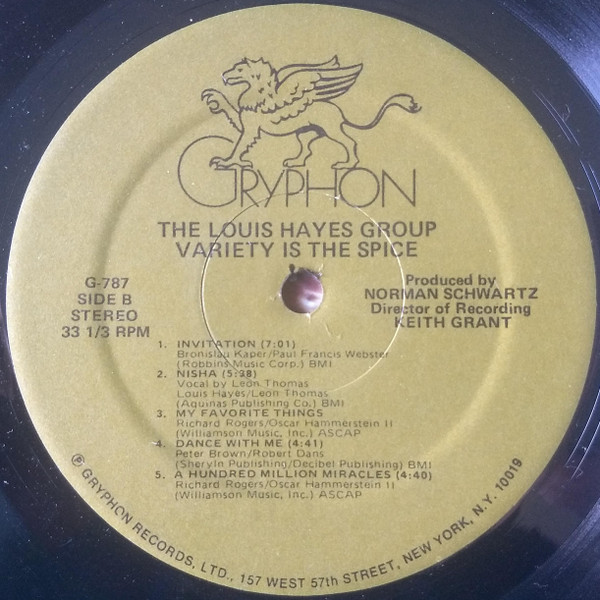 GRYPHON
THE LOUIS HAYES GROUP
VARIETY IS THE SPICE
G-787
SIDE B
STEREO
33 1/3 RPM
Produced by
NORMAN SCHWARTZ
Director of Recording
KEITH GRANT
1. INVITATION (7:01)
Bronislau Kaper/Paul Francis Webster
(Robbins Music Corp.) BMI
2. NISHA (5:38)
Vocal by Leon Thomas
Louis Hayes/Leon Thomas
(Aquinas Publishing Co.) BMI
3. MY FAVORITE THINGS
Richard Rogers/Oscar Hammerstein II
(Williamson Music, Inc.) ASCAP
4. DANCE WITH ME (4:41)
Peter Brown/Robert Dans
(Sheryln Publishing/Decibel Publishing) BMI
5. A HUNDRED MILLION MIRACLES (4:40)
Richard Rogers/Oscar Hammerstein II
(Williamson Music, Inc.) ASCAP
℗ GRYPHON RECORDS, LTD., 157 WEST 57th STREET, NEW YORK, N.Y. 10019